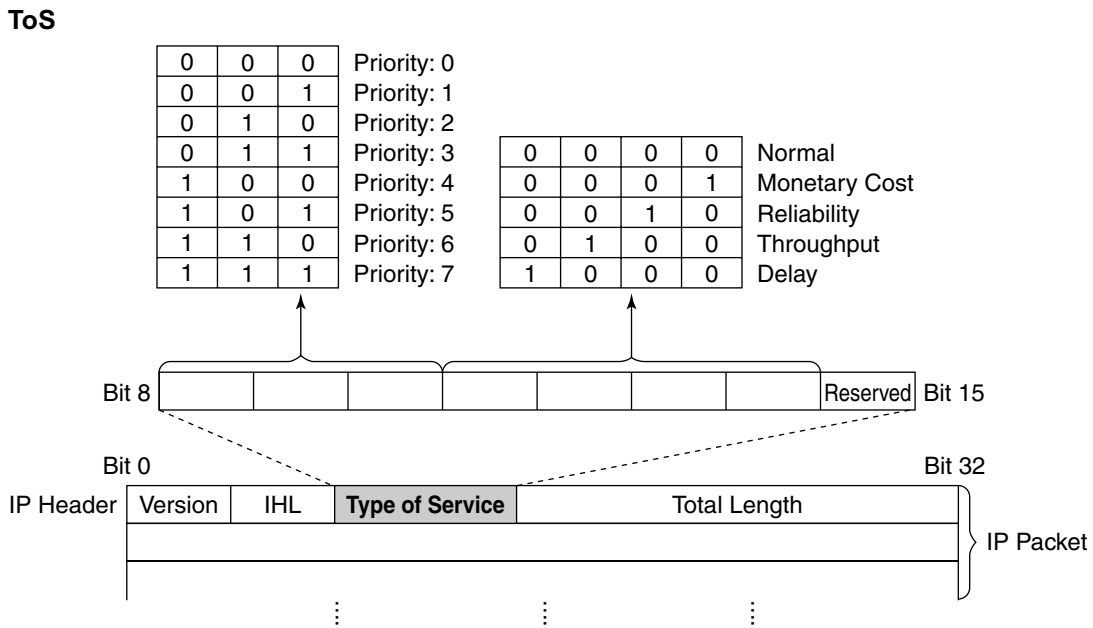 ToS
0 0 0 Priority: 0
0 0 1 Priority: 1
0 1 0 Priority: 2
0 1 1 Priority: 3 0 0 0 0 Normal
1 0 0 Priority: 4 0 0 0 1 Monetary Cost
1 0 1 Priority: 5 0 0 1 0 Reliability
1 1 0 Priority: 6 0 1 0 0 Throughput
1 1 1 Priority: 7 1 0 0 0 Delay
Bit 8 Reserved Bit 15
Bit 0 Bit 32
IP Header Version IHL Type of Service Total Length
IP Packet